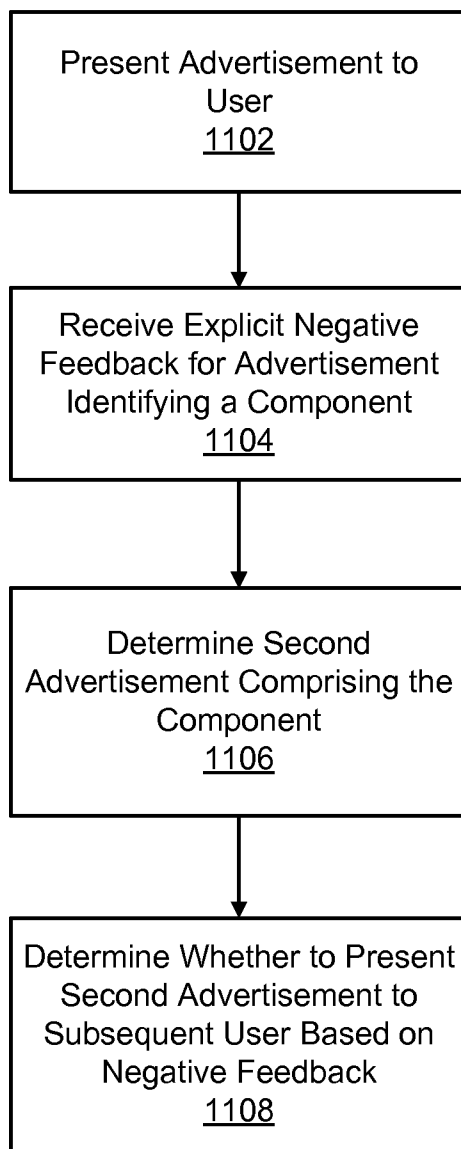 Present Advertisement to
User
1102
Receive Explicit Negative
Feedback for Advertisement
Identifying a Component
1104
Determine Second
Advertisement Comprising the
Component
1106
Determine Whether to Present
Second Advertisement to
Subsequent User Based on
Negative Feedback
1108